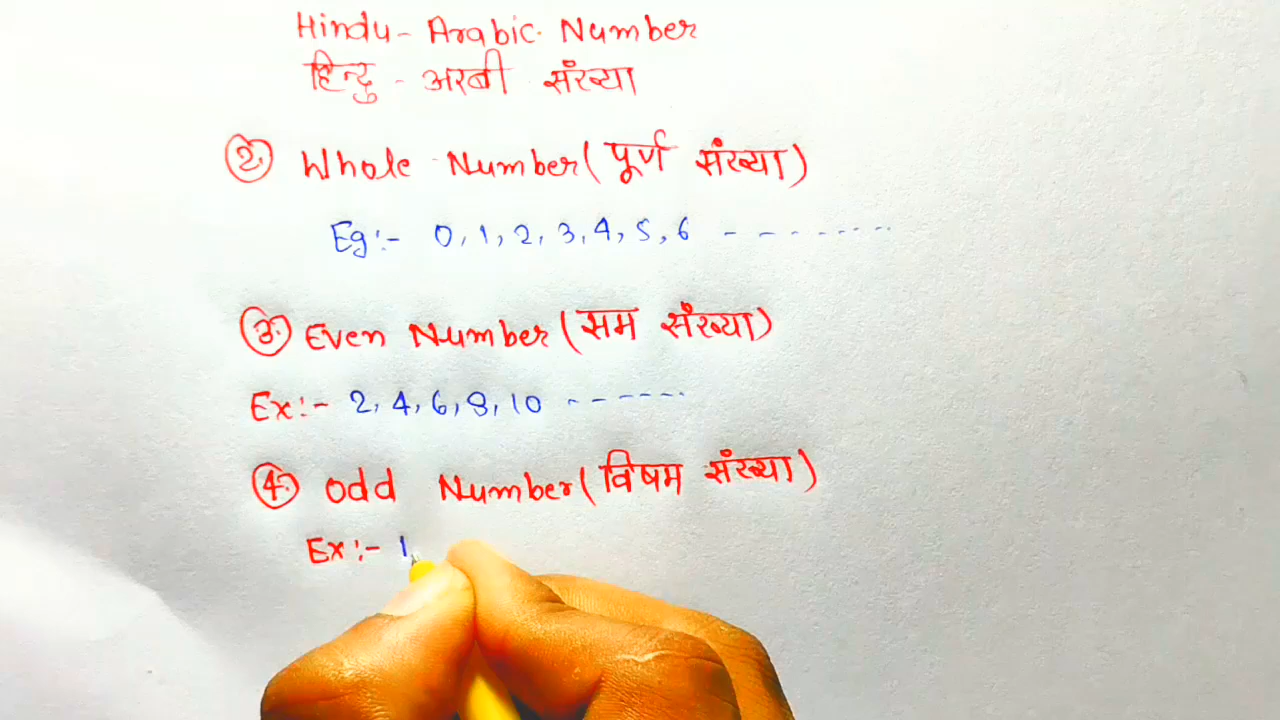 Hindu - Arabic Number
हिन्दु - अरबी संख्या
②. Whole Number (पूर्ण संख्या)
Eg:- 0, 1, 2, 3, 4, 5, 6 - - - - - - - -
③. Even Number (सम संख्या)
Ex:- 2, 4, 6, 8, 10 - - - - - -
④. Odd Number (विषम संख्या)
Ex:- 1